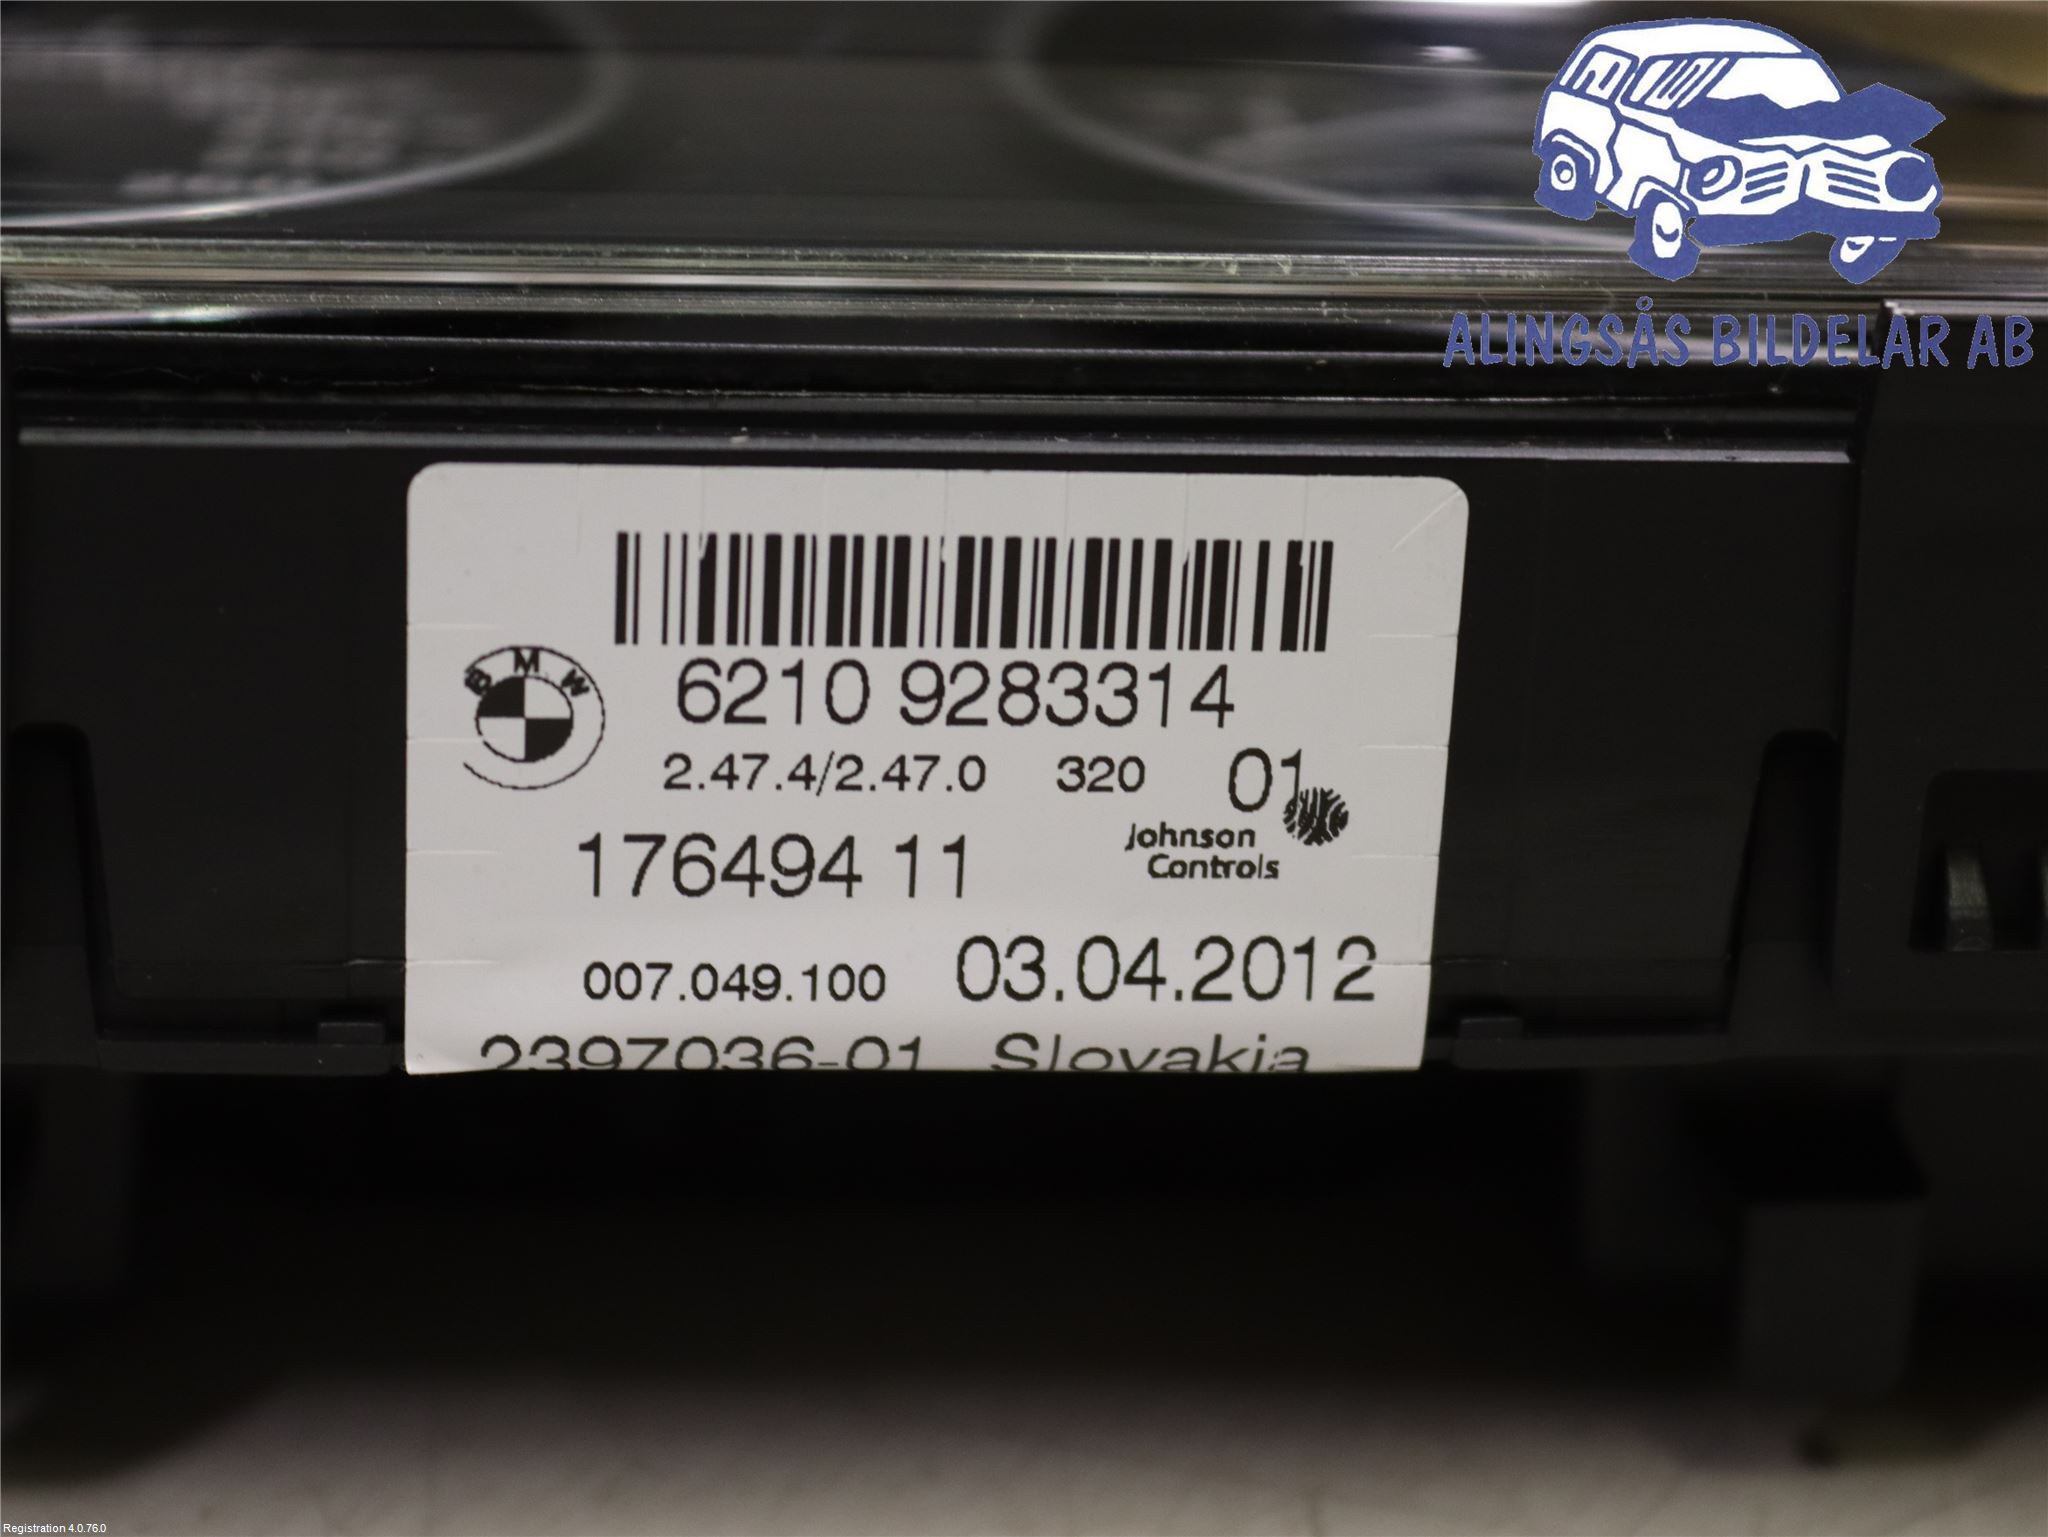 ALINGSÅS BILDELAR AB
BMW
6210 9283314
2.47.4/2.47.0 320 01
Johnson
Controls
176494 11
007.049.100 03.04.2012
2397036-01 Slovakia
Registration 4.0.76.0